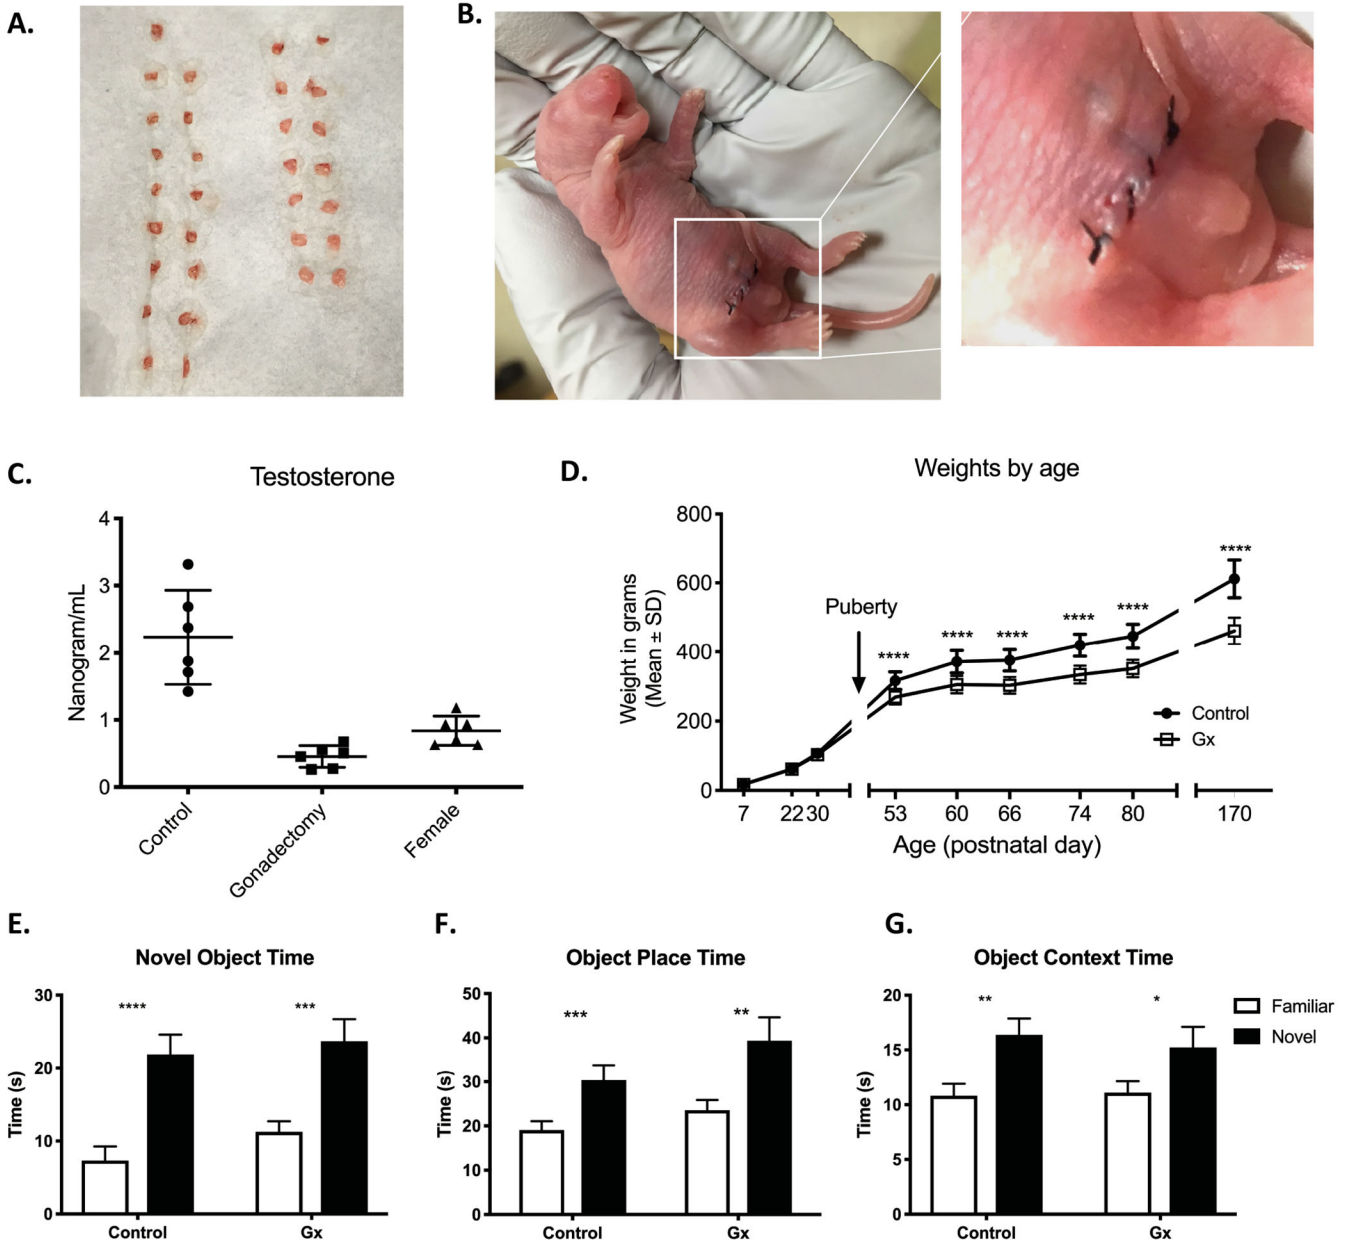 A.
B.
C.
Testosterone
4
3
2
1
0
Nanogram/mL
Control
Gonadectomy
Female
D.
Weights by age
800
600
400
200
0
Weight in grams
(Mean ± SD)
Puberty
****
****
****
****
****
****
Control
Gx
7
22
30
53
60
66
74
80
170
Age (postnatal day)
E.
Novel Object Time
30
20
10
0
Time (s)
****
***
Control
Gx
F.
Object Place Time
50
40
30
20
10
0
Time (s)
***
**
Control
Gx
G.
Object Context Time
20
15
10
5
0
Time (s)
**
*
Control
Gx
Familiar
Novel